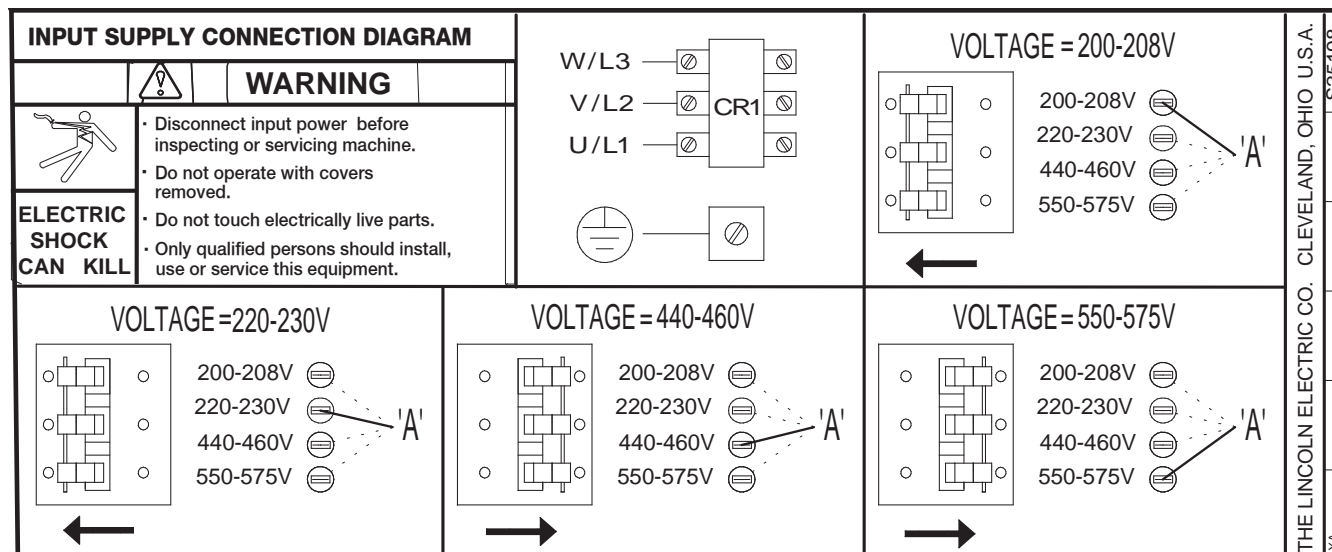 INPUT SUPPLY CONNECTION DIAGRAM
WARNING
ELECTRIC
SHOCK
CAN KILL
· Disconnect input power before
inspecting or servicing machine.
· Do not operate with covers
removed.
· Do not touch electrically live parts.
· Only qualified persons should install,
use or service this equipment.
W/L3
V/L2
U/L1
CR1
VOLTAGE = 200-208V
200-208V
220-230V
440-460V
550-575V
'A'
VOLTAGE = 220-230V
200-208V
220-230V
440-460V
550-575V
'A'
VOLTAGE = 440-460V
200-208V
220-230V
440-460V
550-575V
'A'
VOLTAGE = 550-575V
200-208V
220-230V
440-460V
550-575V
'A'
THE LINCOLN ELECTRIC CO. CLEVELAND, OHIO U.S.A.